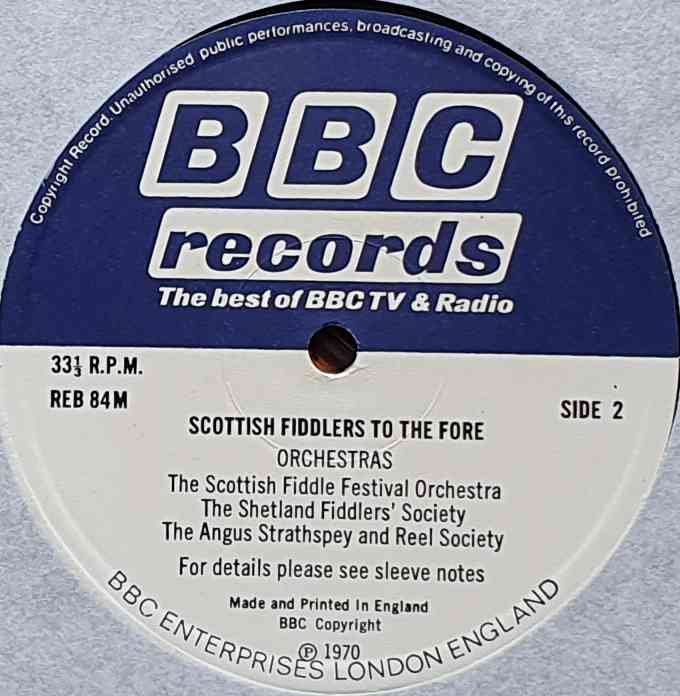 Copyright Record. Unauthorised public performances, broadcasting and copying of this record prohibited
BBC
records
The best of BBC TV & Radio
33⅓ R.P.M.
REB 84M
SIDE 2
SCOTTISH FIDDLERS TO THE FORE
ORCHESTRAS
The Scottish Fiddle Festival Orchestra
The Shetland Fiddlers' Society
The Angus Strathspey and Reel Society
For details please see sleeve notes
Made and Printed In England
BBC Copyright
℗ 1970
BBC ENTERPRISES LONDON ENGLAND